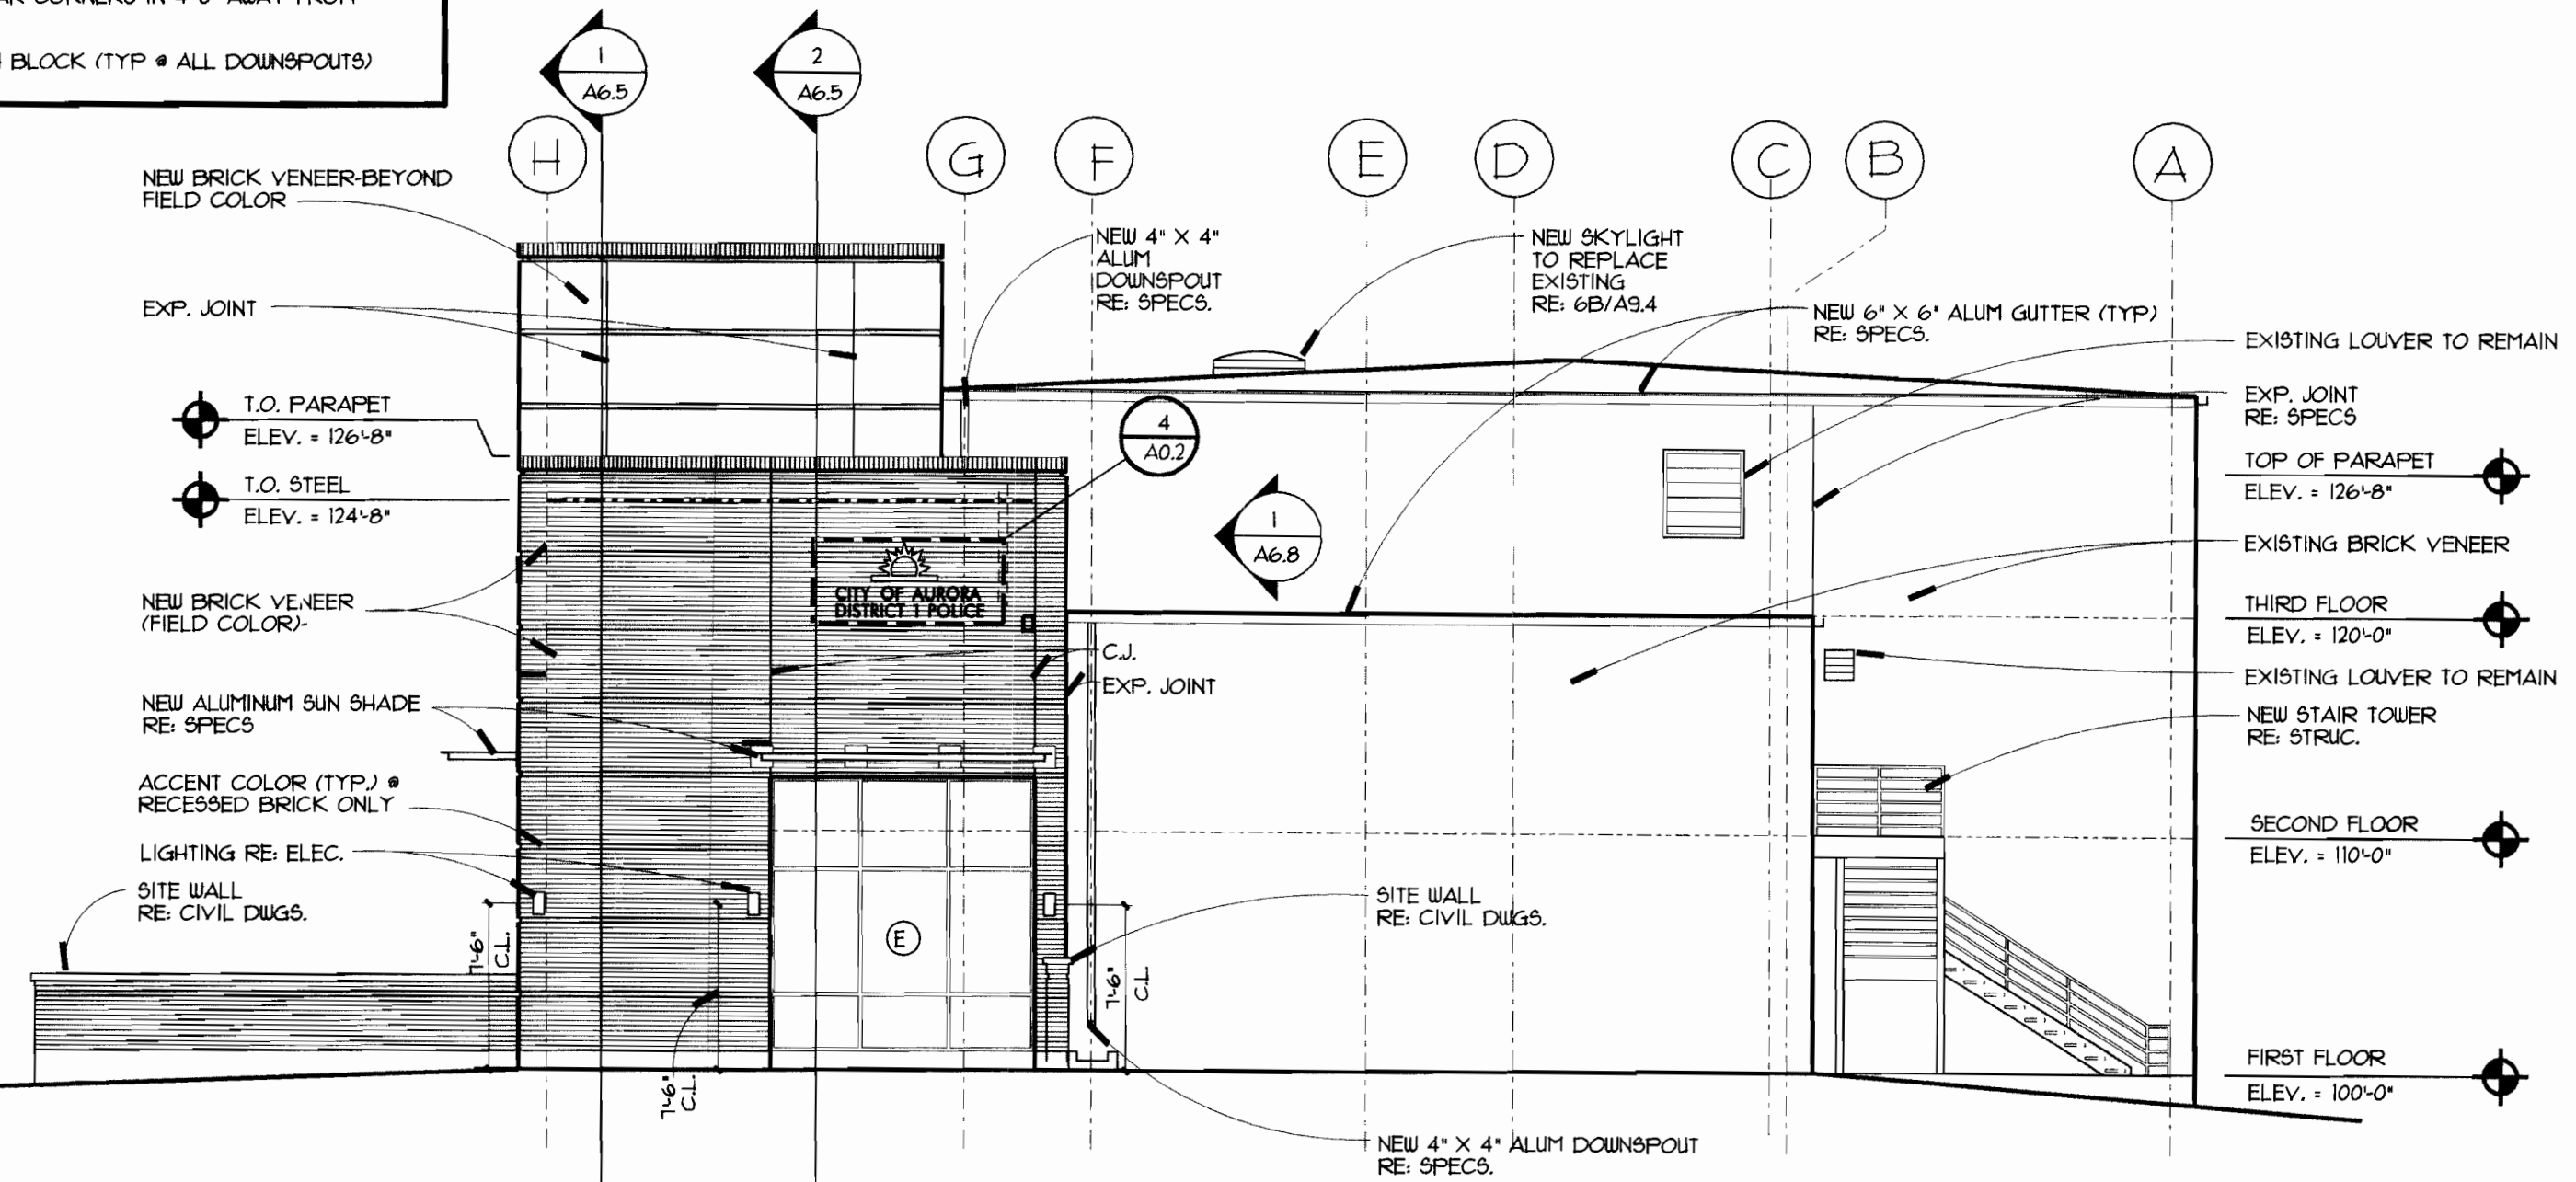 BLOCK (TYP @ ALL DOWNSPOUTS)
1
A6.5
2
A6.5
H
G
F
E
D
C
B
A
NEW BRICK VENEER-BEYOND
FIELD COLOR
EXP. JOINT
T.O. PARAPET
ELEV. = 126'-8"
T.O. STEEL
ELEV. = 124'-8"
NEW BRICK VENEER
(FIELD COLOR)-
NEW ALUMINUM SUN SHADE
RE: SPECS
ACCENT COLOR (TYP.) @
RECESSED BRICK ONLY
LIGHTING RE: ELEC.
SITE WALL
RE: CIVIL DWGS.
7'-6"
C.L.
7'-6"
C.L.
E
7'-6"
C.L.
CITY OF AURORA
DISTRICT 1 POLICE
NEW 4" X 4"
ALUM
DOWNSPOUT
RE: SPECS.
4
A0.2
1
A6.8
C.J.
EXP. JOINT
NEW SKYLIGHT
TO REPLACE
EXISTING
RE: 6B/A9.4
NEW 6" X 6" ALUM GUTTER (TYP)
RE: SPECS.
SITE WALL
RE: CIVIL DWGS.
NEW 4" X 4" ALUM DOWNSPOUT
RE: SPECS.
EXISTING LOUVER TO REMAIN
EXP. JOINT
RE: SPECS
TOP OF PARAPET
ELEV. = 126'-8"
EXISTING BRICK VENEER
THIRD FLOOR
ELEV. = 120'-0"
EXISTING LOUVER TO REMAIN
NEW STAIR TOWER
RE: STRUC.
SECOND FLOOR
ELEV. = 110'-0"
FIRST FLOOR
ELEV. = 100'-0"